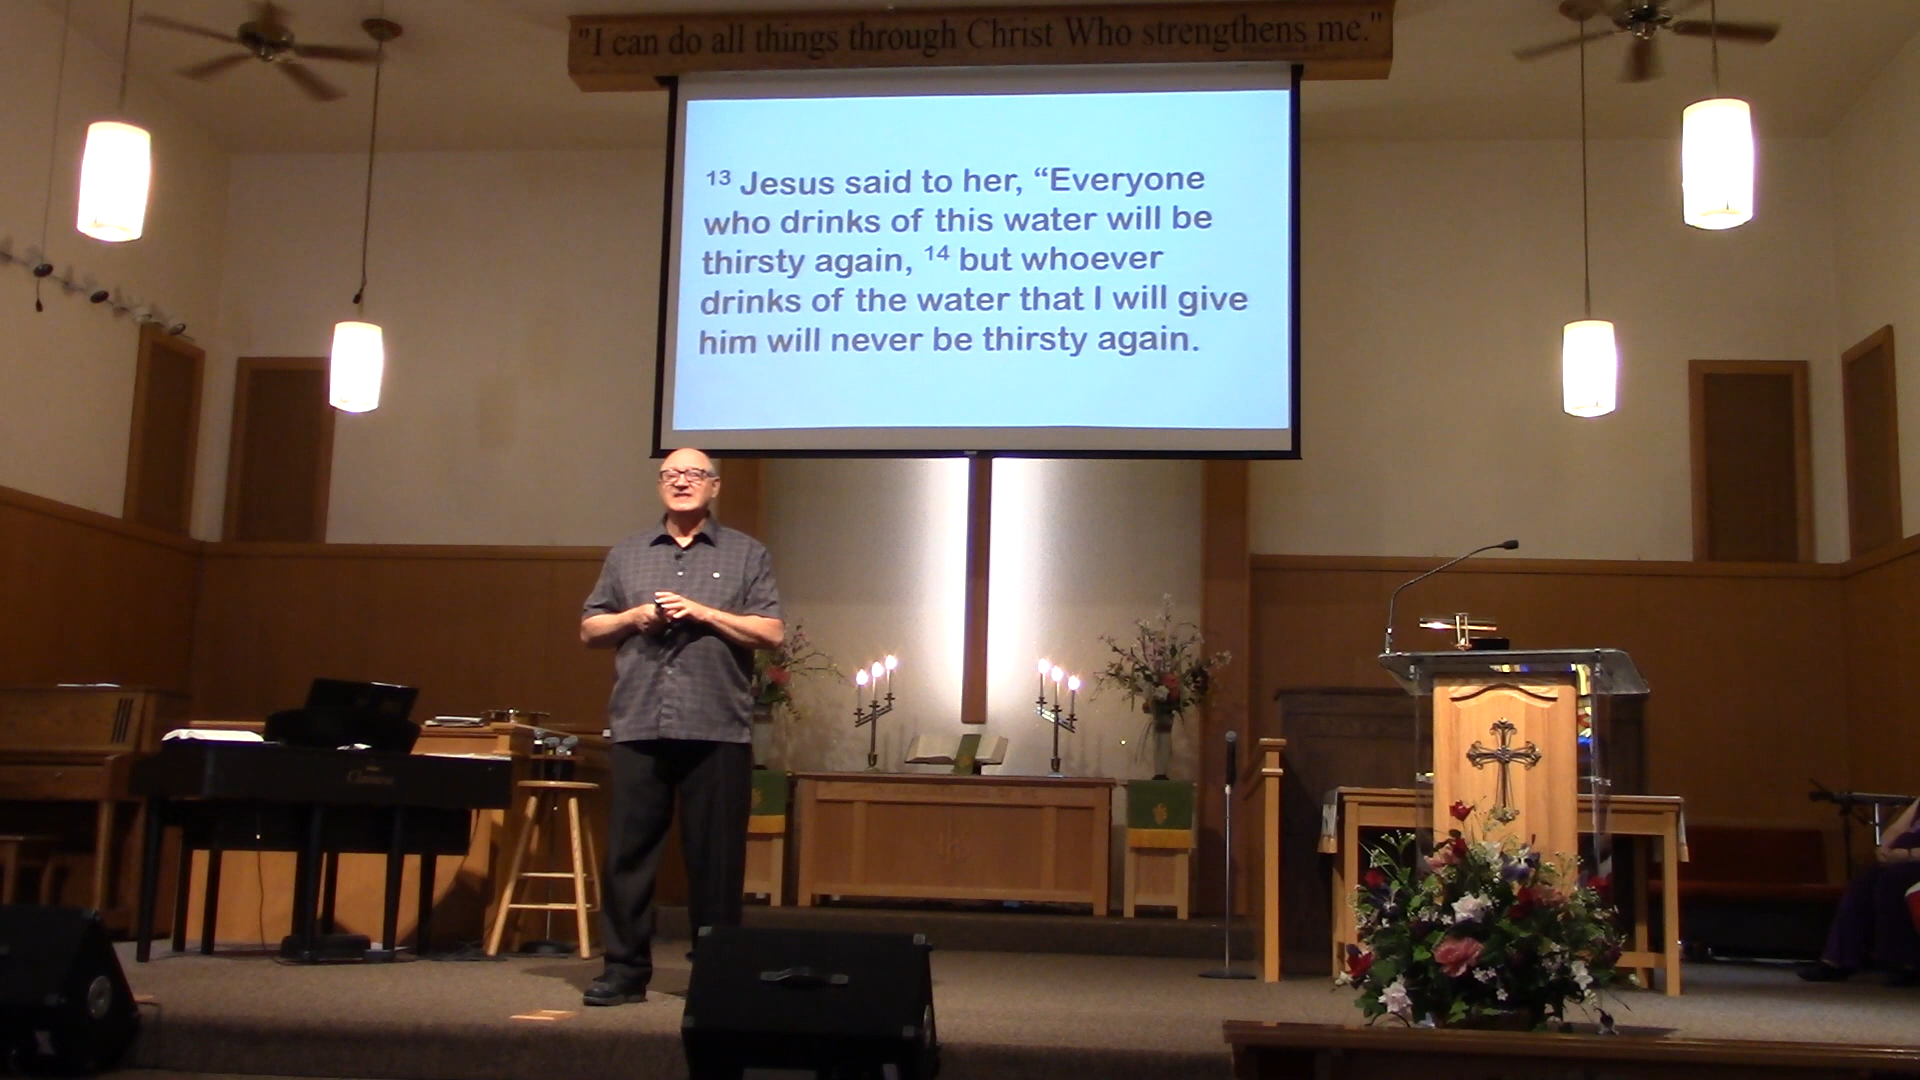 "I can do all things through Christ Who strengthens me."
13 Jesus said to her, “Everyone
who drinks of this water will be
thirsty again, 14 but whoever
drinks of the water that I will give
him will never be thirsty again.